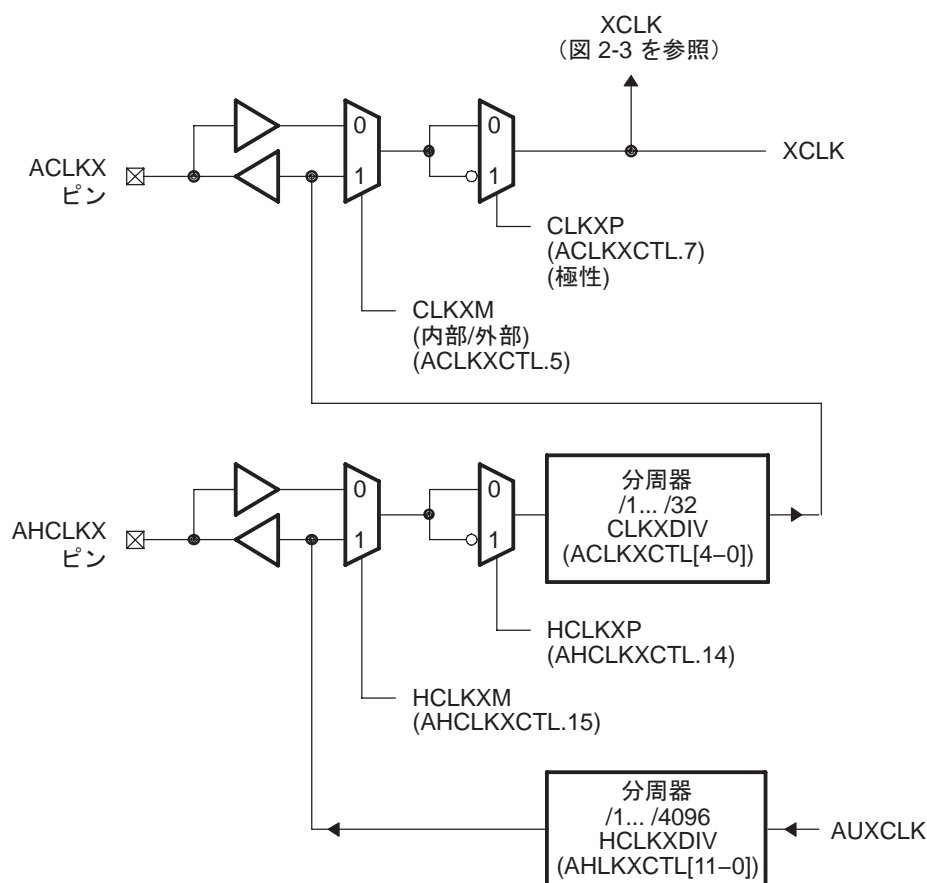 XCLK
(図 2-3 を参照)
0
1
ACLKX
ピン
0
1
XCLK
CLKXP
(ACLKXCTL.7)
(極性)
CLKXM
(内部/外部)
(ACLKXCTL.5)
0
1
AHCLKX
ピン
0
1
分周器
/1... /32
CLKXDIV
(ACLKXCTL[4–0])
HCLKXP
(AHCLKXCTL.14)
HCLKXM
(AHCLKXCTL.15)
分周器
/1... /4096
HCLKXDIV
(AHLKXCTL[11–0])
AUXCLK